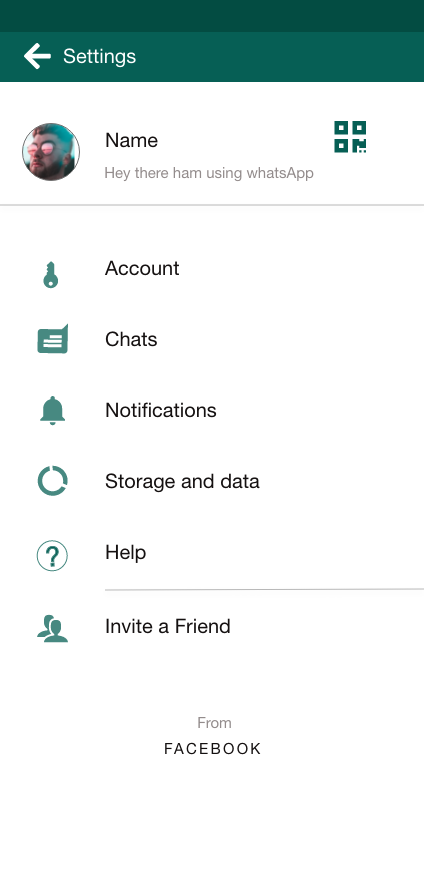 Settings
Name
Hey there ham using whatsApp
Account
Chats
Notifications
Storage and data
Help
Invite a Friend
From
FACEBOOK